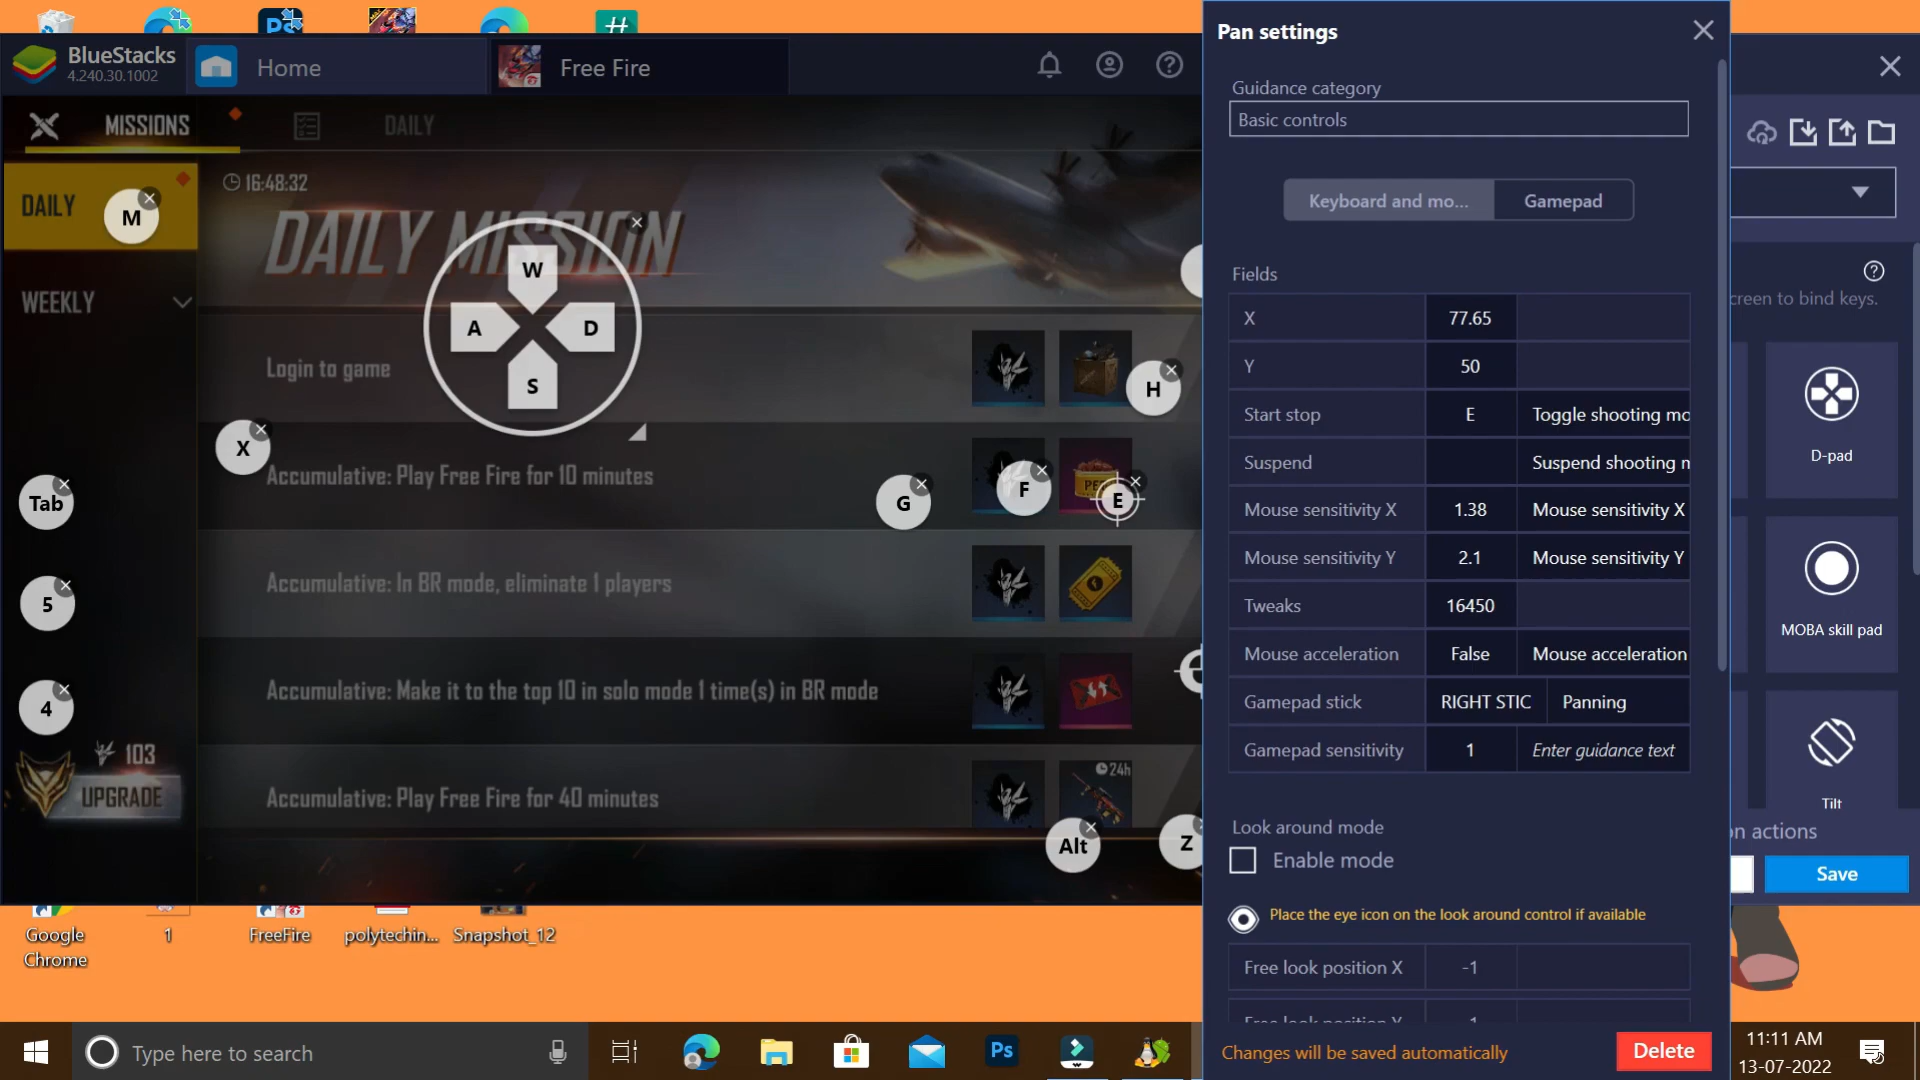 BlueStacks
4.240.30.1002
Home
Free Fire
MISSIONS
DAILY
DAILY
M
WEEKLY
16:48:32
DAILY MISSION
W
A
D
S
Login to game
H
X
Accumulative: Play Free Fire for 10 minutes
Tab
G
F
E
Accumulative: In BR mode, eliminate 1 players
5
Accumulative: Make it to the top 10 in solo mode 1 time(s) in BR mode
4
103
UPGRADE
24h
Accumulative: Play Free Fire for 40 minutes
Alt
Z
Pan settings
Guidance category
Basic controls
Keyboard and mo...
Gamepad
Fields
X 77.65
Y 50
Start stop E Toggle shooting mo
Suspend Suspend shooting
Mouse sensitivity X 1.38 Mouse sensitivity X
Mouse sensitivity Y 2.1 Mouse sensitivity Y
Tweaks 16450
Mouse acceleration False Mouse acceleration
Gamepad stick RIGHT STIC Panning
Gamepad sensitivity 1 Enter guidance text
Look around mode
Enable mode
Place the eye icon on the look around control if available
Free look position X -1
Changes will be saved automatically
Delete
creen to bind keys.
D-pad
MOBA skill pad
Tilt
on actions
Save
Google
Chrome
1
FreeFire
polytechin...
Snapshot_12
Type here to search
Ps
11:11 AM
13-07-2022